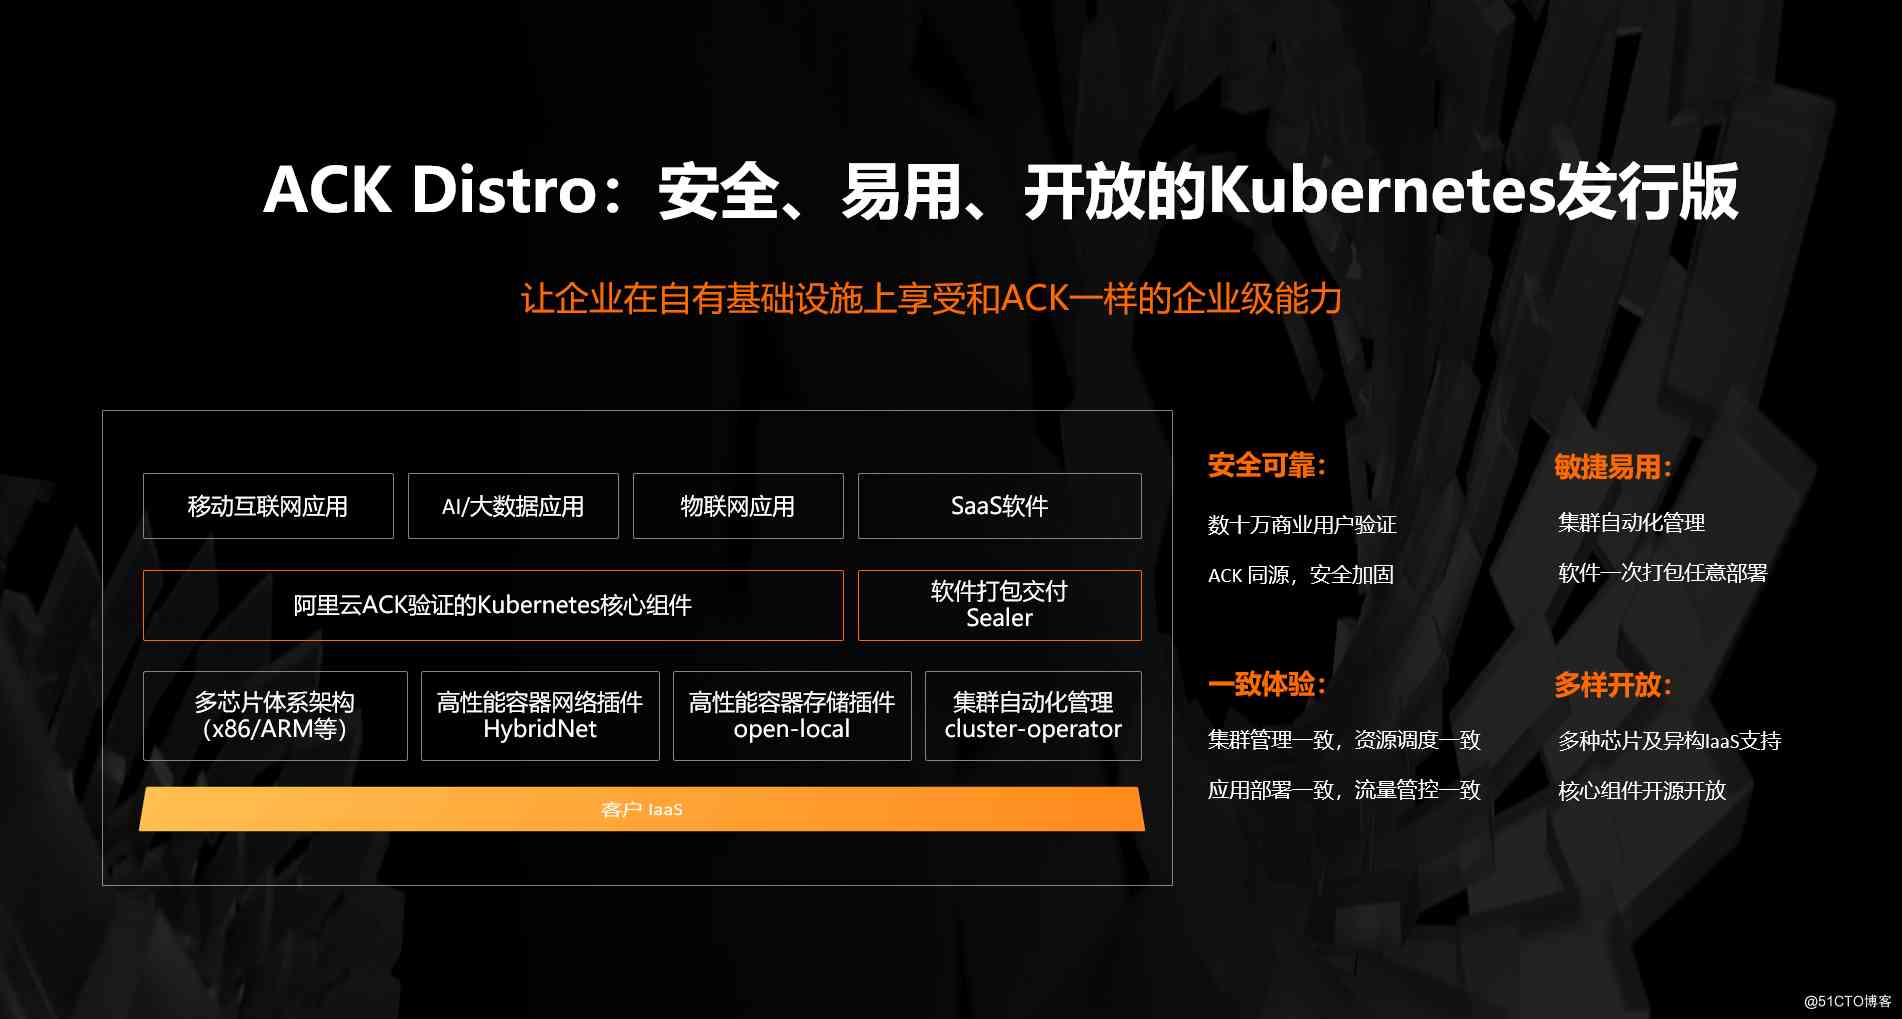 ACK Distro：安全、易用、开放的Kubernetes发行版
让企业在自有基础设施上享受和ACK一样的企业级能力
移动互联网应用
AI/大数据应用
物联网应用
SaaS软件
阿里云ACK验证的Kubernetes核心组件
软件打包交付
Sealer
多芯片体系架构
（x86/ARM等）
高性能容器网络插件
HybridNet
高性能容器存储插件
open-local
集群自动化管理
cluster-operator
客户 IaaS
安全可靠：
数十万商业用户验证
ACK 同源，安全加固
敏捷易用：
集群自动化管理
软件一次打包任意部署
一致体验：
集群管理一致，资源调度一致
应用部署一致，流量管控一致
多样开放：
多种芯片及异构IaaS支持
核心组件开源开放
@51CTO博客